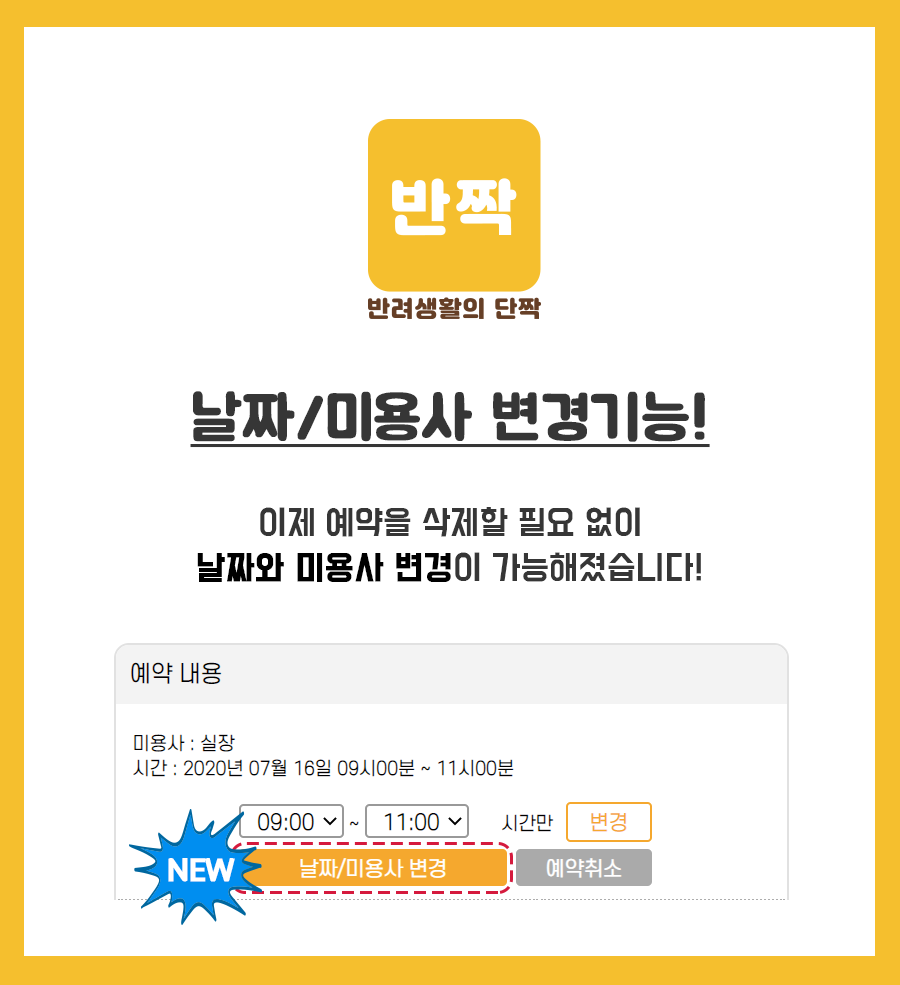 반짝
반려생활의 단짝
날짜/미용사 변경기능!
이제 예약을 삭제할 필요 없이
날짜와 미용사 변경이 가능해졌습니다!
예약 내용
미용사 : 실장
시간 : 2020년 07월 16일 09시00분 ~ 11시00분
09:00 ~ 11:00 시간만 변경
NEW 날짜/미용사 변경 예약취소